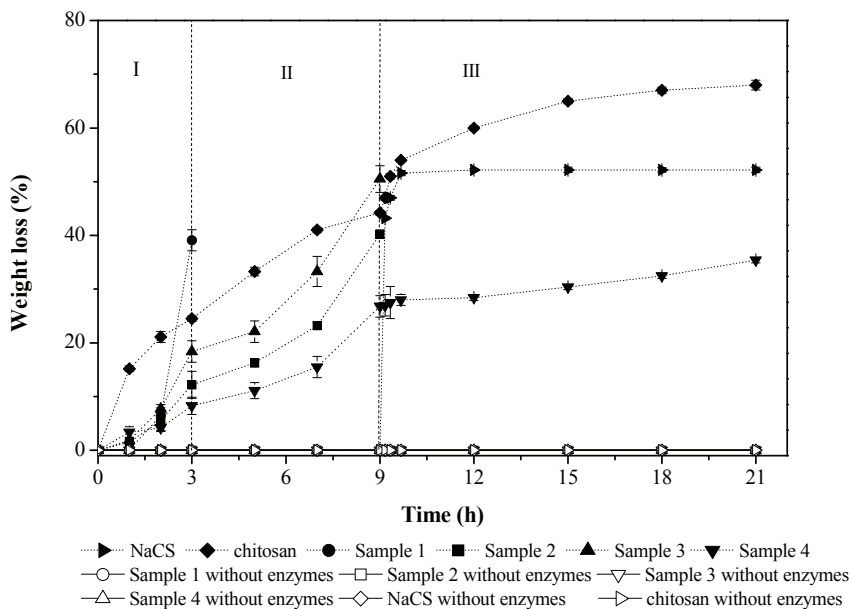 80
60
40
20
0
Weight loss (%)
I
II
III
0
3
6
9
12
15
18
21
Time (h)
NaCS
chitosan
Sample 1
Sample 2
Sample 3
Sample 4
Sample 1 without enzymes
Sample 2 without enzymes
Sample 3 without enzymes
Sample 4 without enzymes
NaCS without enzymes
chitosan without enzymes